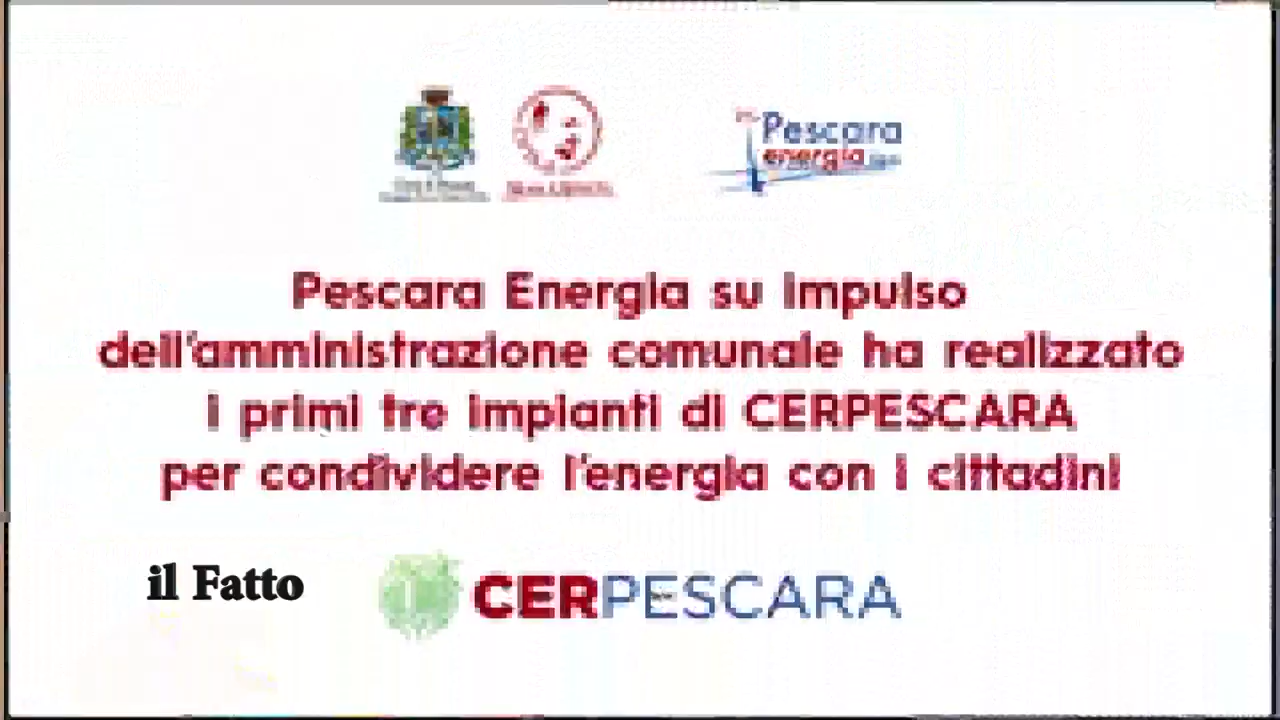 Pescara
energia
Pescara Energia su impulso
dell'amministrazione comunale ha realizzato
i primi tre impianti di CERPESCARA
per condividere l'energia con i cittadini
il Fatto
CERPESCARA